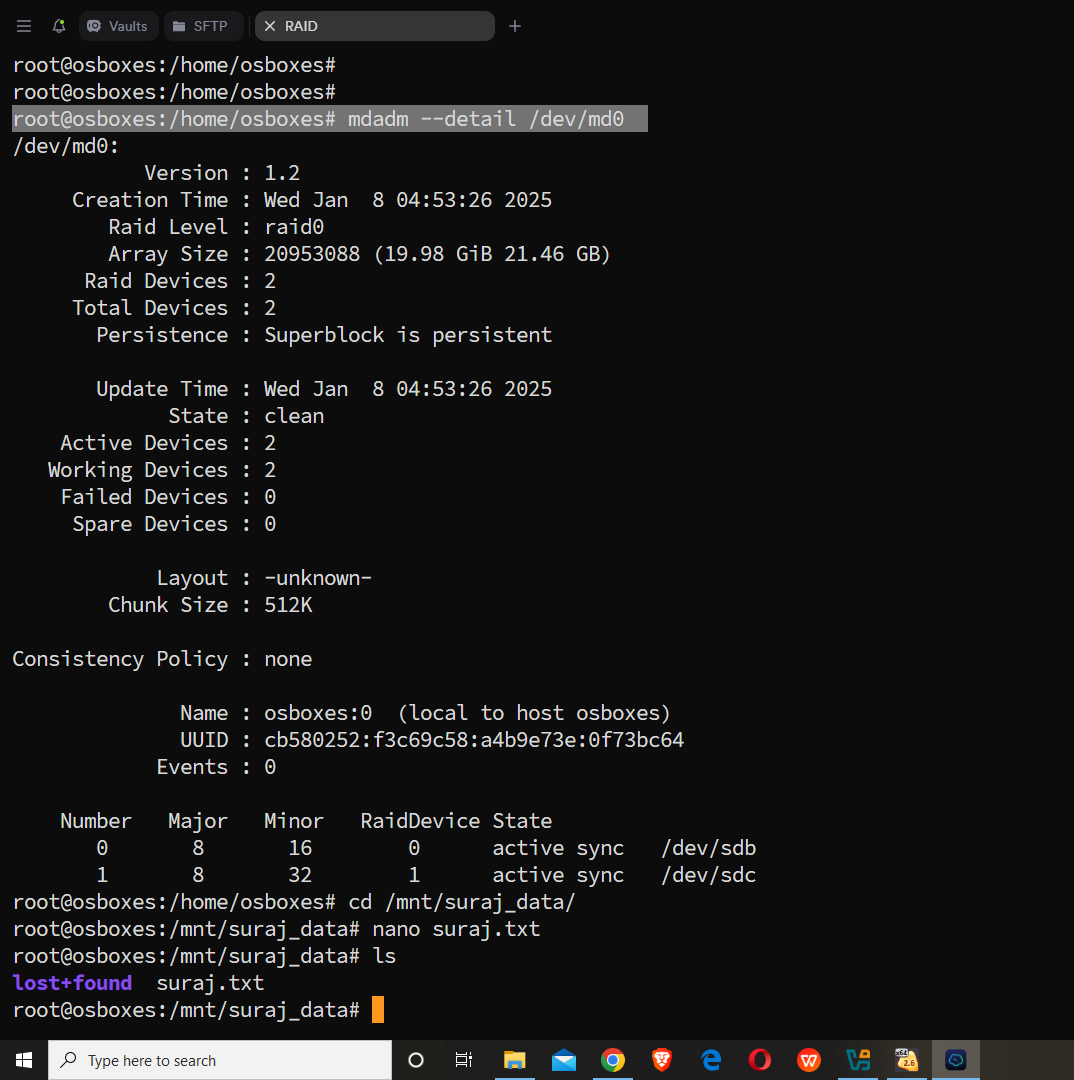 Vaults SFTP RAID
root@osboxes:/home/osboxes#
root@osboxes:/home/osboxes#
root@osboxes:/home/osboxes# mdadm --detail /dev/md0
/dev/md0:
Version : 1.2
Creation Time : Wed Jan  8 04:53:26 2025
Raid Level : raid0
Array Size : 20953088 (19.98 GiB 21.46 GB)
Raid Devices : 2
Total Devices : 2
Persistence : Superblock is persistent
Update Time : Wed Jan  8 04:53:26 2025
State : clean
Active Devices : 2
Working Devices : 2
Failed Devices : 0
Spare Devices : 0
Layout : -unknown-
Chunk Size : 512K
Consistency Policy : none
Name : osboxes:0  (local to host osboxes)
UUID : cb580252:f3c69c58:a4b9e73e:0f73bc64
Events : 0
Number   Major   Minor   RaidDevice State
0       8       16        0      active sync   /dev/sdb
1       8       32        1      active sync   /dev/sdc
root@osboxes:/home/osboxes# cd /mnt/suraj_data/
root@osboxes:/mnt/suraj_data# nano suraj.txt
root@osboxes:/mnt/suraj_data# ls
lost+found  suraj.txt
root@osboxes:/mnt/suraj_data#
Type here to search
x64
2.6